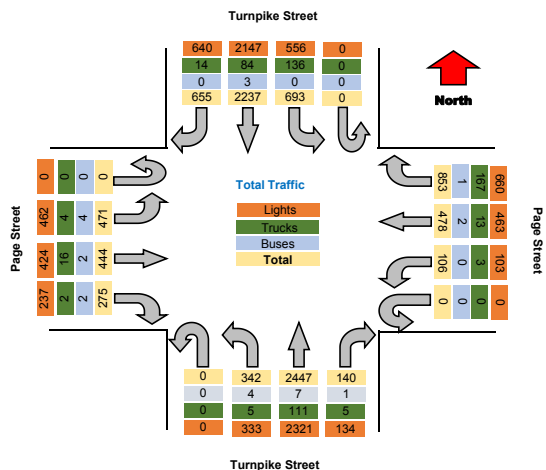 Turnpike Street
640 2147 556 0
14 84 136 0
0 3 0 0
655 2237 693 0
North
Page Street
0 0 0 0
462 4 4 471
424 16 2 444
237 2 2 275
Total Traffic
Lights
Trucks
Buses
Total
853 1 167 660
478 2 13 463
106 0 3 103
0 0 0 0
Page Street
0 342 2447 140
0 4 7 1
0 5 111 5
0 333 2321 134
Turnpike Street